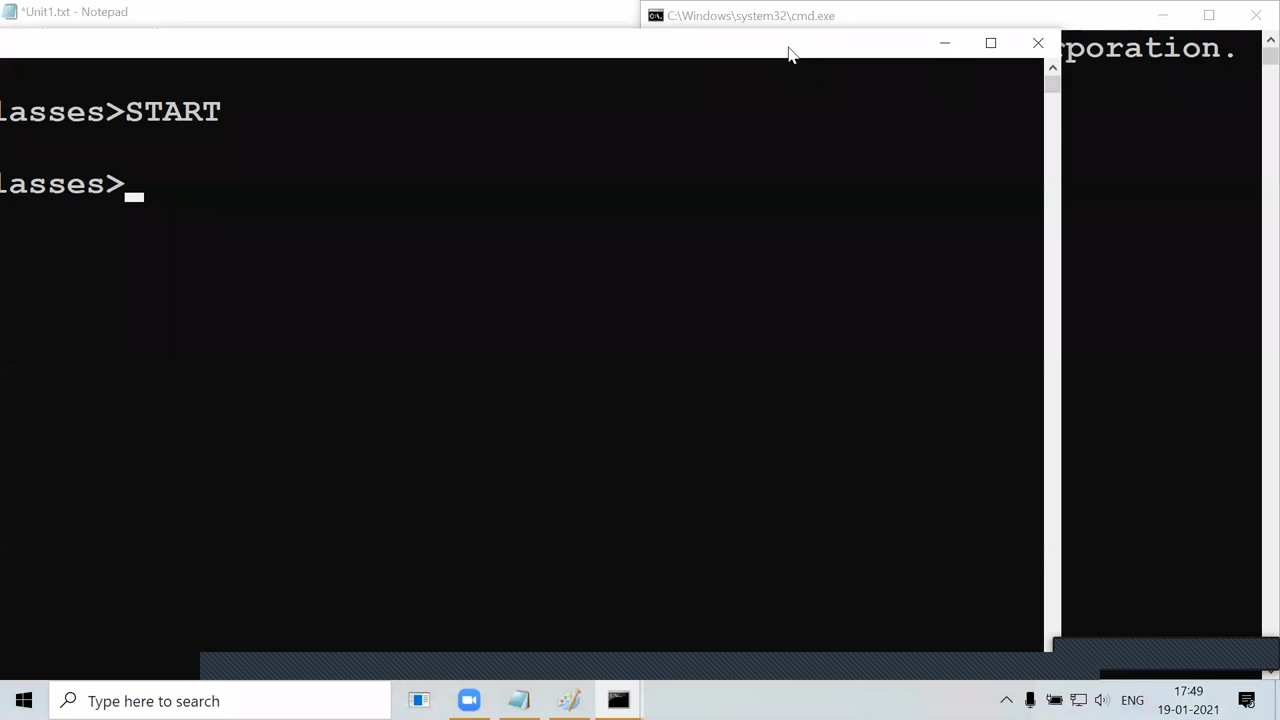 *Unit1.txt - Notepad
C:\Windows\system32\cmd.exe
rporation.
lasses>START
lasses>
Type here to search
ENG
17:49
19-01-2021